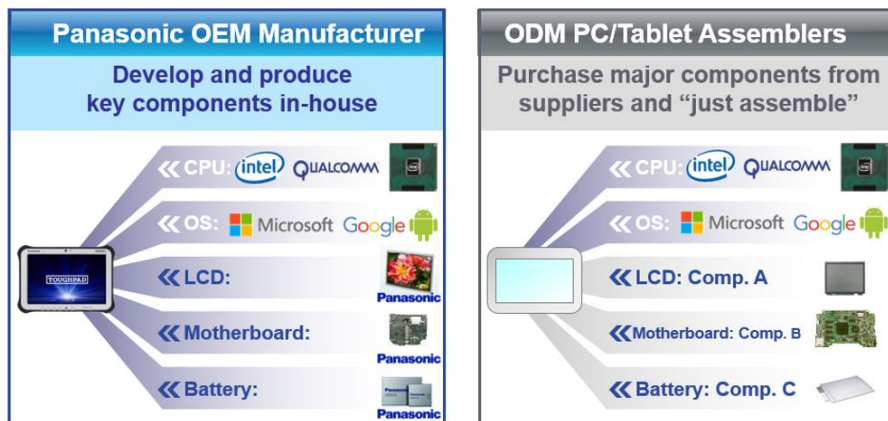 Panasonic OEM Manufacturer
Develop and produce
key components in-house
CPU: intel QUALCOMM
OS: Microsoft Google
TOUGHPAD
LCD:
Panasonic
Motherboard:
Panasonic
Battery:
Panasonic
ODM PC/Tablet Assemblers
Purchase major components from
suppliers and “just assemble”
CPU: intel QUALCOMM
OS: Microsoft Google
LCD: Comp. A
Motherboard: Comp. B
Battery: Comp. C